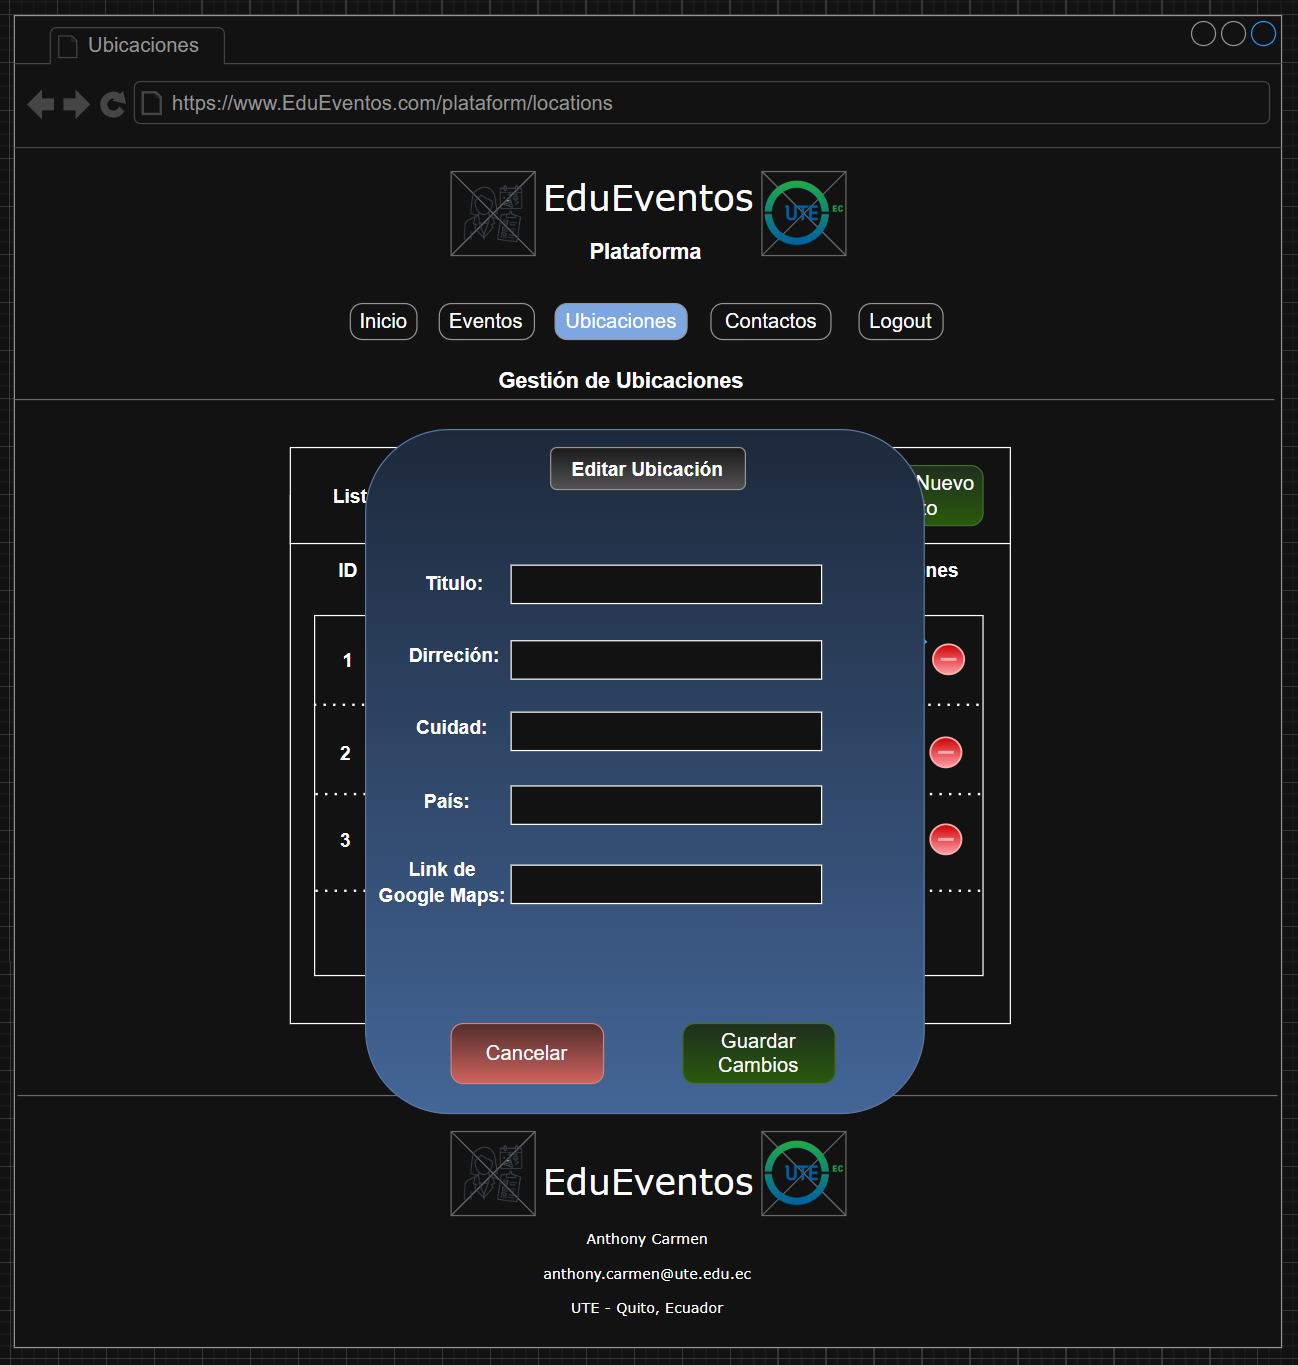 Ubicaciones
https://www.EduEventos.com/plataform/locations
EduEventos
UTE EC
Plataforma
Inicio Eventos Ubicaciones Contactos Logout
Gestión de Ubicaciones
Editar Ubicación
List
Nuevo
to
ID
nes
Titulo:
1
Dirreción:
Cuidad:
2
País:
3
Link de
Google Maps:
Cancelar
Guardar
Cambios
EduEventos
UTE EC
Anthony Carmen
anthony.carmen@ute.edu.ec
UTE - Quito, Ecuador